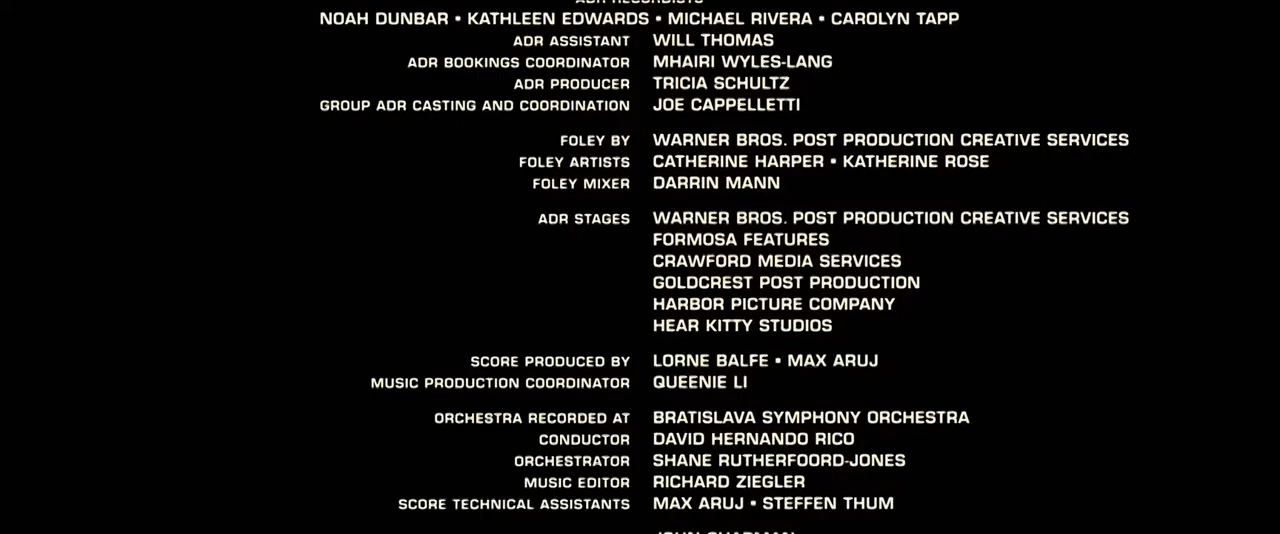 ADR RECORDISTS
NOAH DUNBAR • KATHLEEN EDWARDS • MICHAEL RIVERA • CAROLYN TAPP
ADR ASSISTANT WILL THOMAS
ADR BOOKINGS COORDINATOR MHAIRI WYLES-LANG
ADR PRODUCER TRICIA SCHULTZ
GROUP ADR CASTING AND COORDINATION JOE CAPPELLETTI
FOLEY BY WARNER BROS. POST PRODUCTION CREATIVE SERVICES
FOLEY ARTISTS CATHERINE HARPER • KATHERINE ROSE
FOLEY MIXER DARRIN MANN
ADR STAGES WARNER BROS. POST PRODUCTION CREATIVE SERVICES
FORMOSA FEATURES
CRAWFORD MEDIA SERVICES
GOLDCREST POST PRODUCTION
HARBOR PICTURE COMPANY
HEAR KITTY STUDIOS
SCORE PRODUCED BY LORNE BALFE • MAX ARUJ
MUSIC PRODUCTION COORDINATOR QUEENIE LI
ORCHESTRA RECORDED AT BRATISLAVA SYMPHONY ORCHESTRA
CONDUCTOR DAVID HERNANDO RICO
ORCHESTRATOR SHANE RUTHERFOORD-JONES
MUSIC EDITOR RICHARD ZIEGLER
SCORE TECHNICAL ASSISTANTS MAX ARUJ • STEFFEN THUM